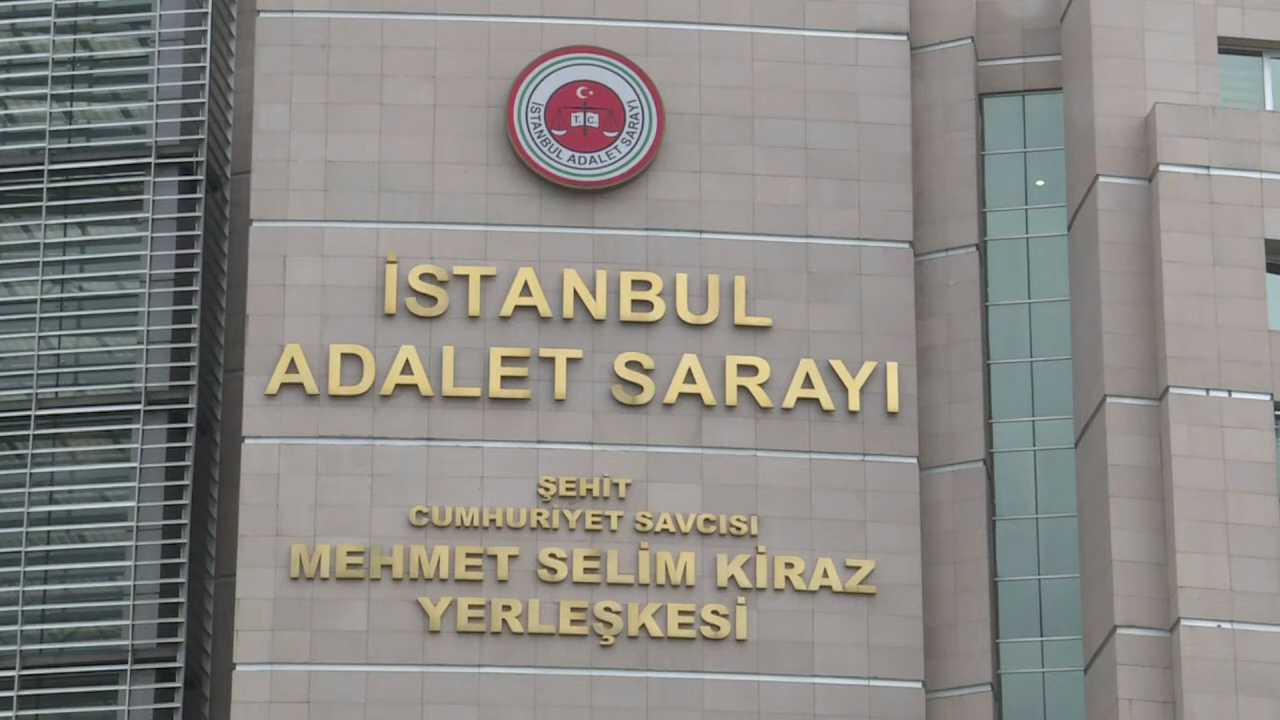 T.C.
İSTANBUL ADALET SARAYI
İSTANBUL
ADALET SARAYI
ŞEHİT
CUMHURİYET SAVCISI
MEHMET SELİM KİRAZ
YERLEŞKESİ